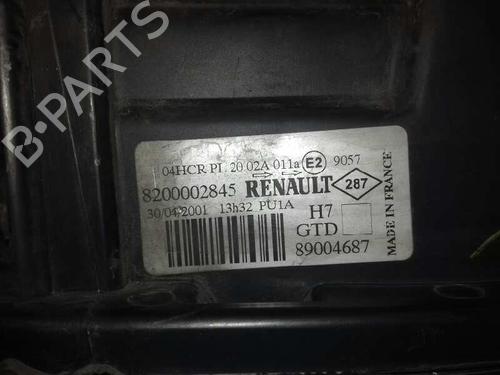 B-PARTS
04HCR PL 20 02A 011a E2 9057
8200002845 RENAULT 287
30/04/2001 13h32 PU1A H7
GTD
89004687
MADE IN FRANCE